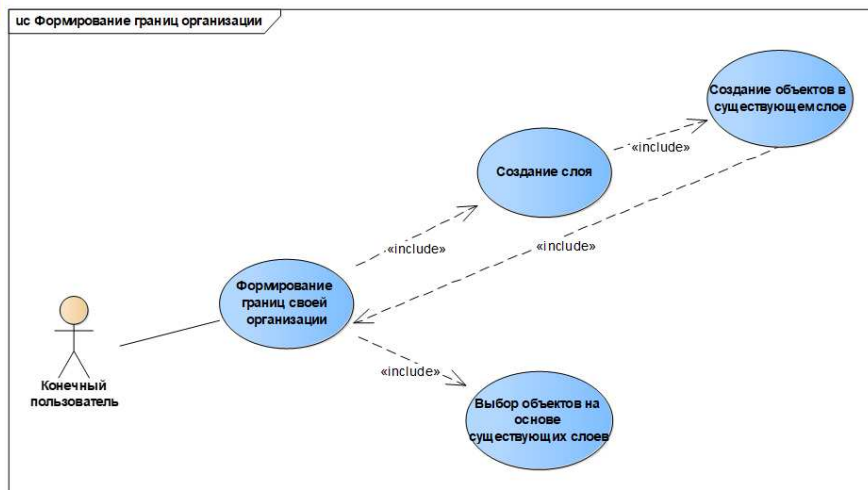 uc Формирование границ организации
Создание объектов в
существующем слое
«include»
Создание слоя
«include»
«include»
Формирование
границ своей
организации
«include»
Конечный
пользователь
Выбор объектов на
основе
существующих слоев